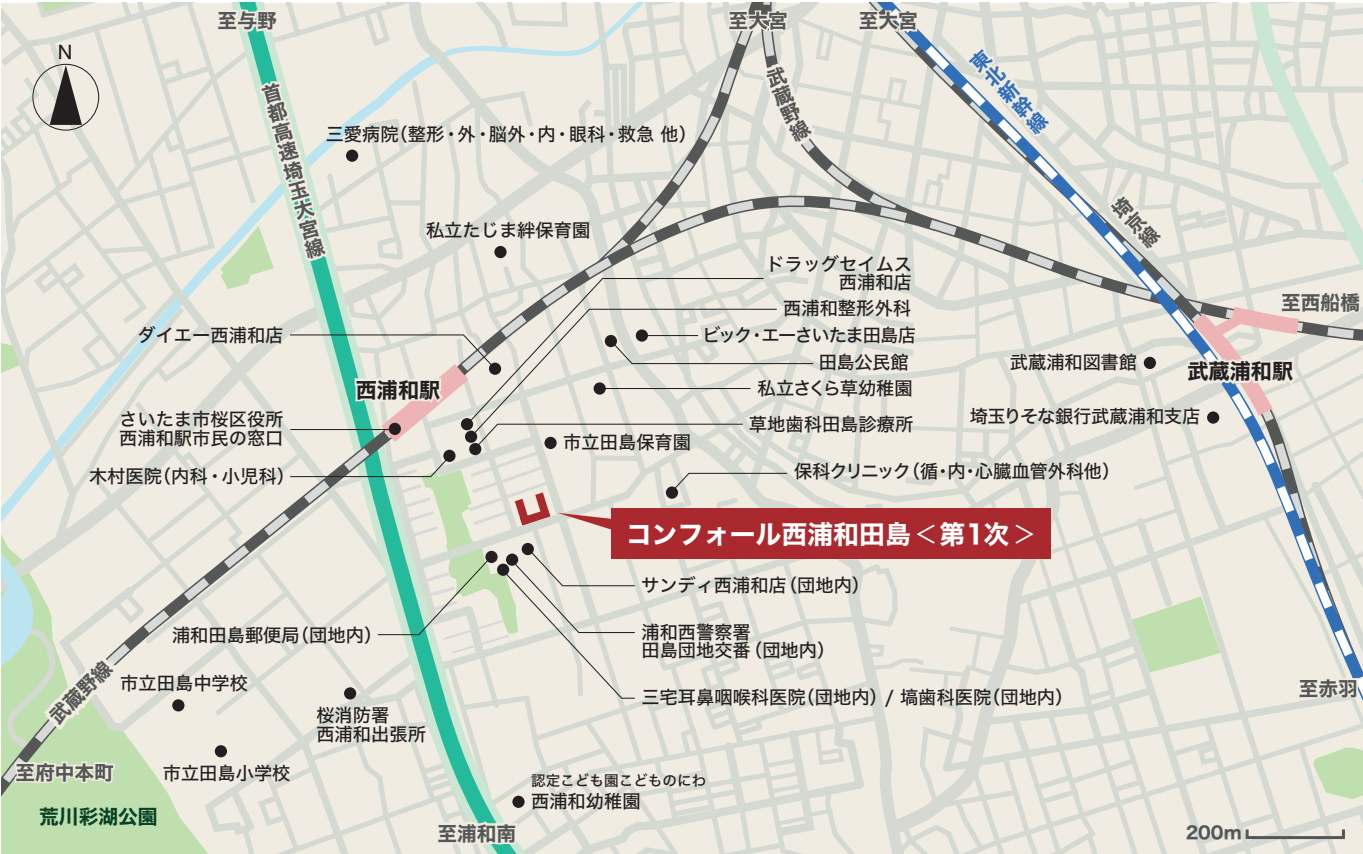 至与野
至大宮
至大宮
N
首都高速埼玉大宮線
武蔵野線
東北新幹線
三愛病院(整形・外・脳外・内・眼科・救急 他)
埼京線
私立たじま絆保育園
ドラッグセイムス
西浦和店
西浦和整形外科
至西船橋
ダイエー西浦和店
ビック・エーさいたま田島店
田島公民館
武蔵浦和図書館
武蔵浦和駅
西浦和駅
私立さくら草幼稚園
さいたま市桜区役所
西浦和駅市民の窓口
草地歯科田島診療所
埼玉りそな銀行武蔵浦和支店
市立田島保育園
木村医院(内科・小児科)
保科クリニック(循・内・心臓血管外科他)
コンフォール西浦和田島<第1次>
サンディ西浦和店(団地内)
浦和田島郵便局(団地内)
浦和西警察署
田島団地交番(団地内)
武蔵野線
市立田島中学校
三宅耳鼻咽喉科医院(団地内) / 塙歯科医院(団地内)
至赤羽
桜消防署
西浦和出張所
至府中本町
市立田島小学校
認定こども園こどものにわ
西浦和幼稚園
荒川彩湖公園
至浦和南
200m